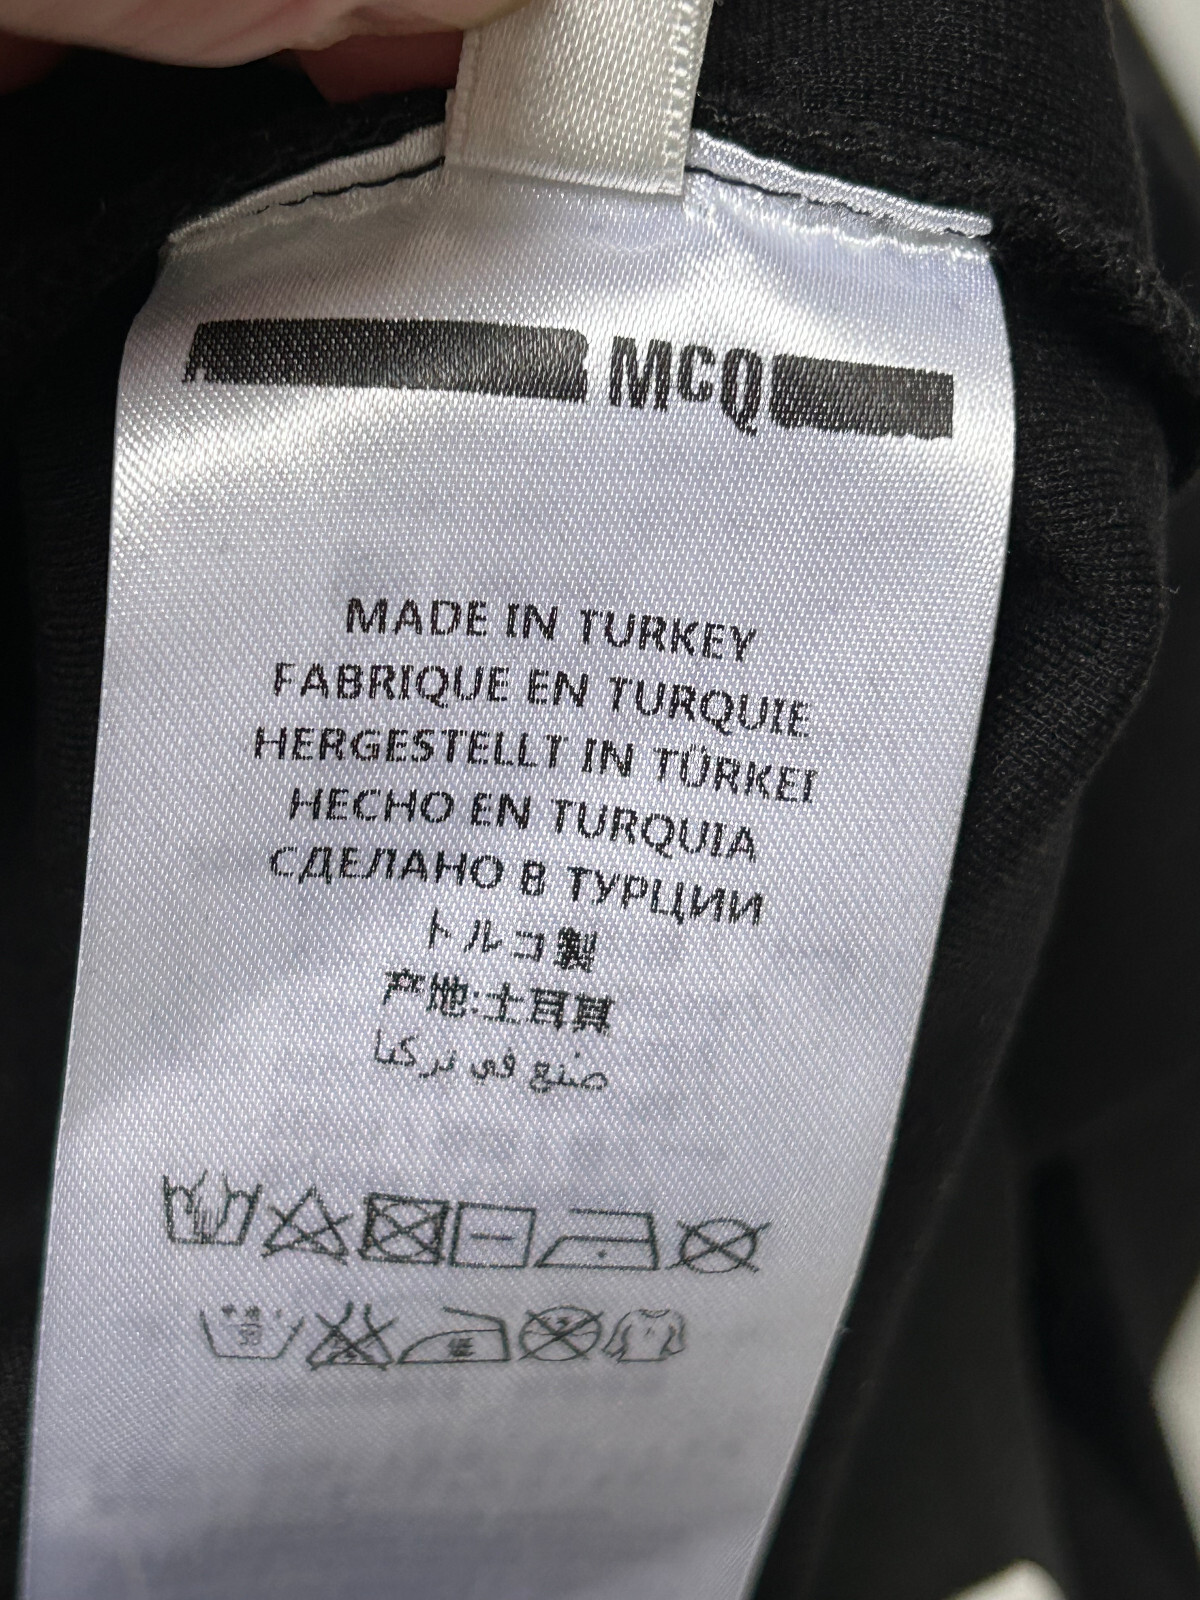 McQ
MADE IN TURKEY
FABRIQUE EN TURQUIE
HERGESTELLT IN TÜRKEI
HECHO EN TURQUIA
СДЕЛАНО В ТУРЦИИ
トルコ製
产地:土耳其
صنع في تركيا